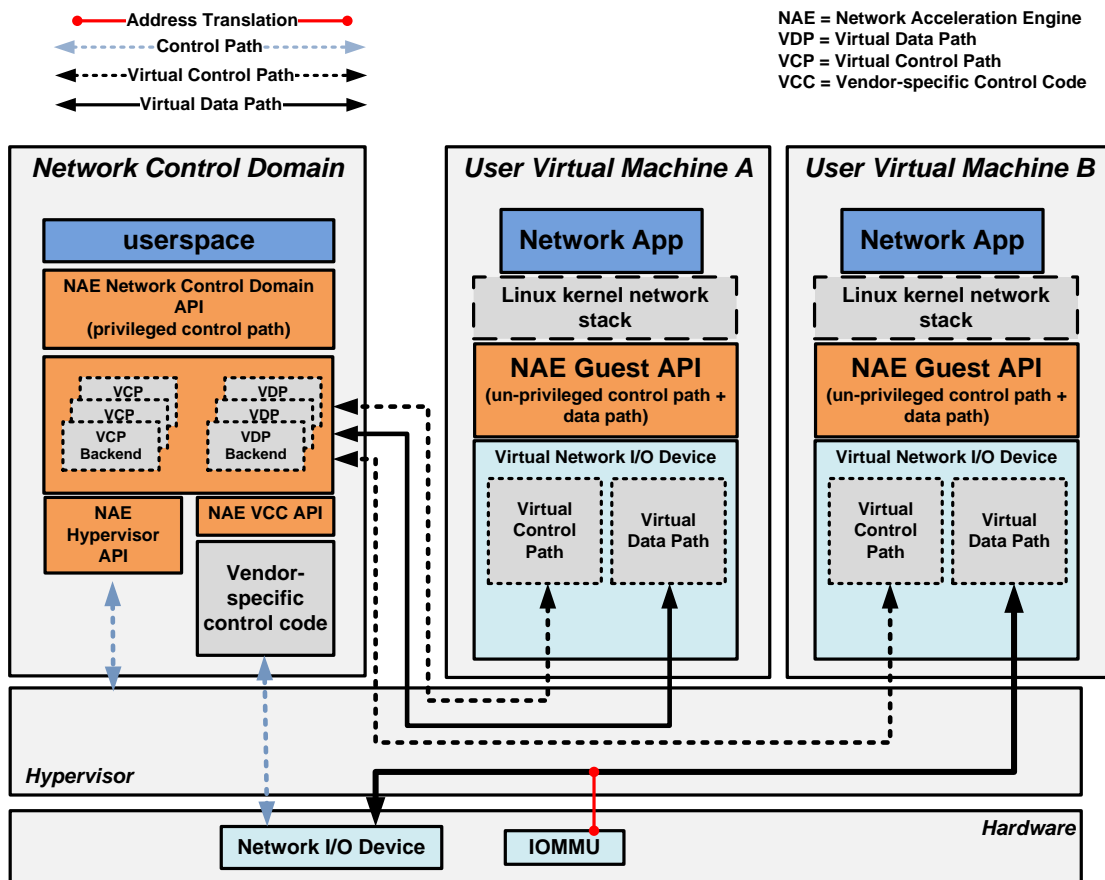 Address Translation
Control Path
Virtual Control Path
Virtual Data Path
NAE = Network Acceleration Engine
VDP = Virtual Data Path
VCP = Virtual Control Path
VCC = Vendor-specific Control Code
Network Control Domain
userspace
NAE Network Control Domain
API
(privileged control path)
VCP
VCP
VCP
Backend
VDP
VDP
VDP
Backend
NAE
Hypervisor
API
NAE VCC API
Vendor-
specific
control code
User Virtual Machine A
Network App
Linux kernel network
stack
NAE Guest API
(un-privileged control path +
data path)
Virtual Network I/O Device
Virtual
Control
Path
Virtual
Data Path
User Virtual Machine B
Network App
Linux kernel network
stack
NAE Guest API
(un-privileged control path +
data path)
Virtual Network I/O Device
Virtual
Control
Path
Virtual
Data Path
Hypervisor
Hardware
Network I/O Device
IOMMU